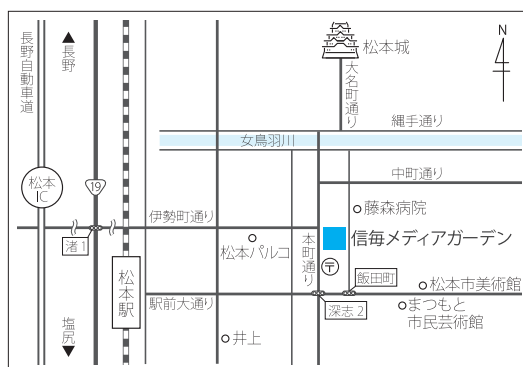 長野自動車道
長野
松本
IC
19
渚1
塩尻
松本駅
松本城
大名町通り
N
縄手通り
女鳥羽川
中町通り
藤森病院
伊勢町通り
松本パルコ
本町通り
信毎メディアガーデン
〒
飯田町
松本市美術館
駅前大通り
深志2
まつもと
市民芸術館
井上